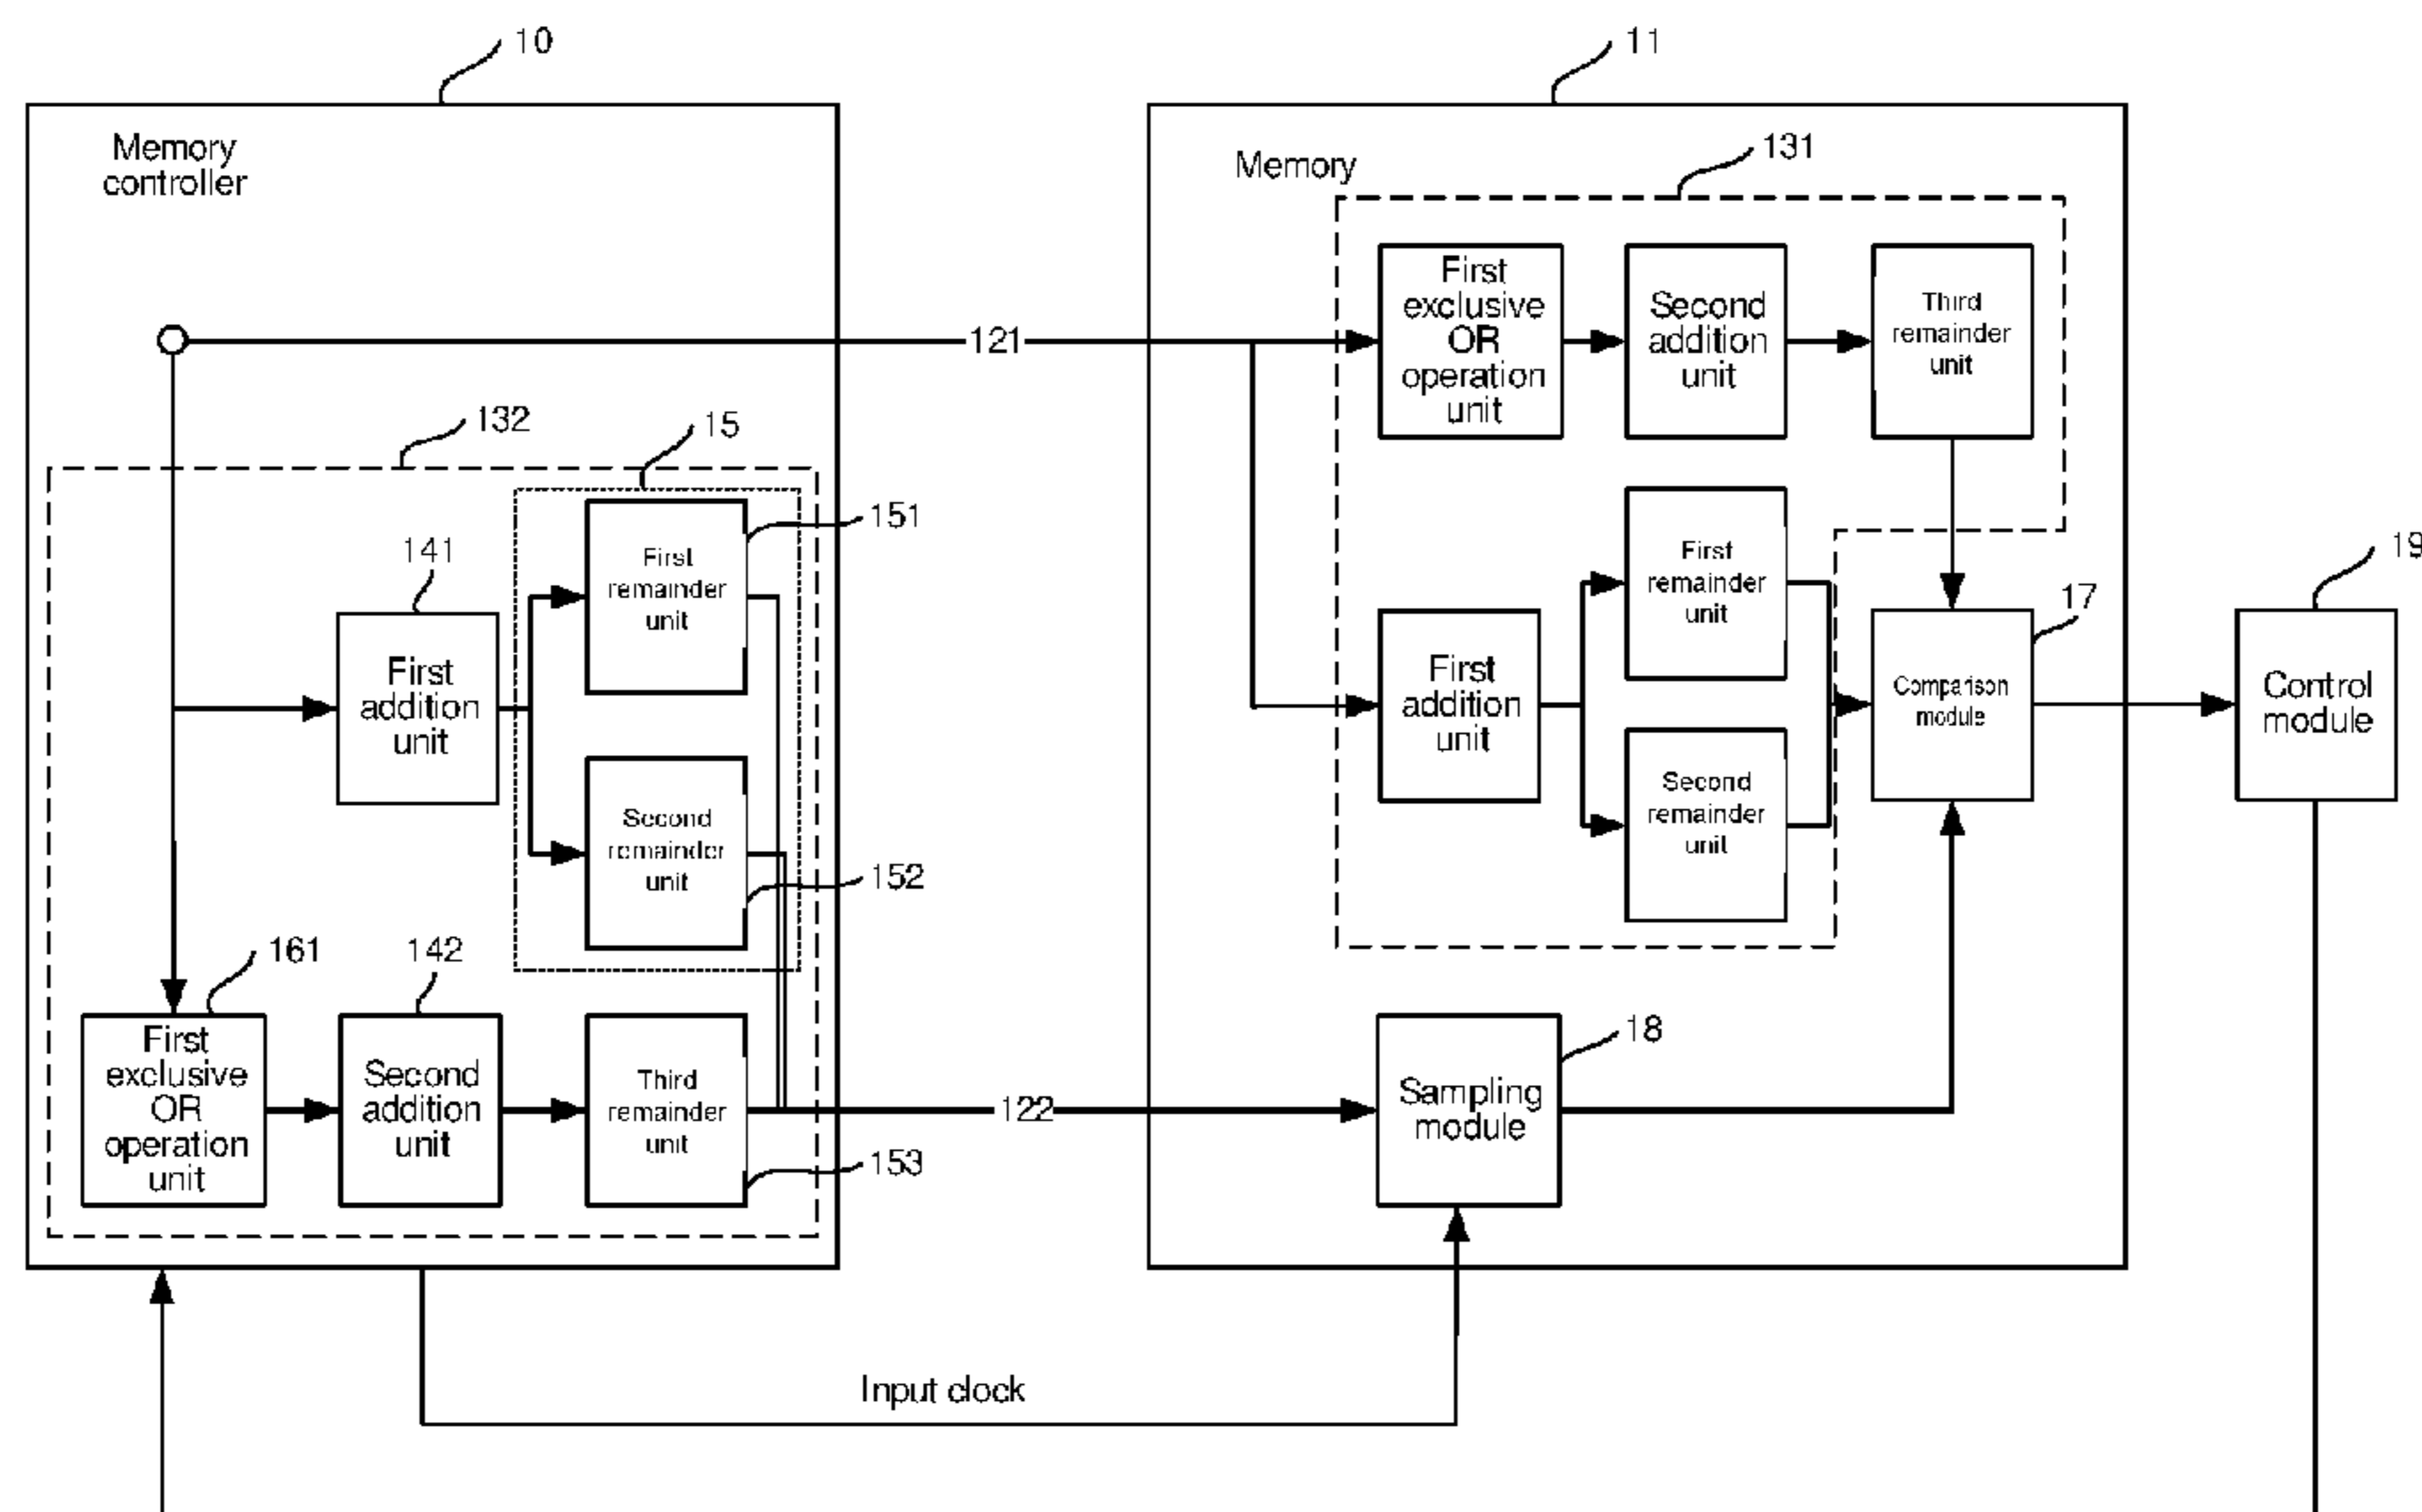 10
11
Memory
controller
Memory
131
First
exclusive
OR
operation
unit
Second
addition
unit
Third
remainder
unit
121
132
15
151
First
remainder
unit
141
First
addition
unit
Second
remainder
unit
152
First
remainder
unit
First
addition
unit
Second
remainder
unit
17
Comparison
module
19
Control
module
161
142
First
exclusive
OR
operation
unit
Second
addition
unit
Third
remainder
unit
153
122
18
Sampling
module
Input clock